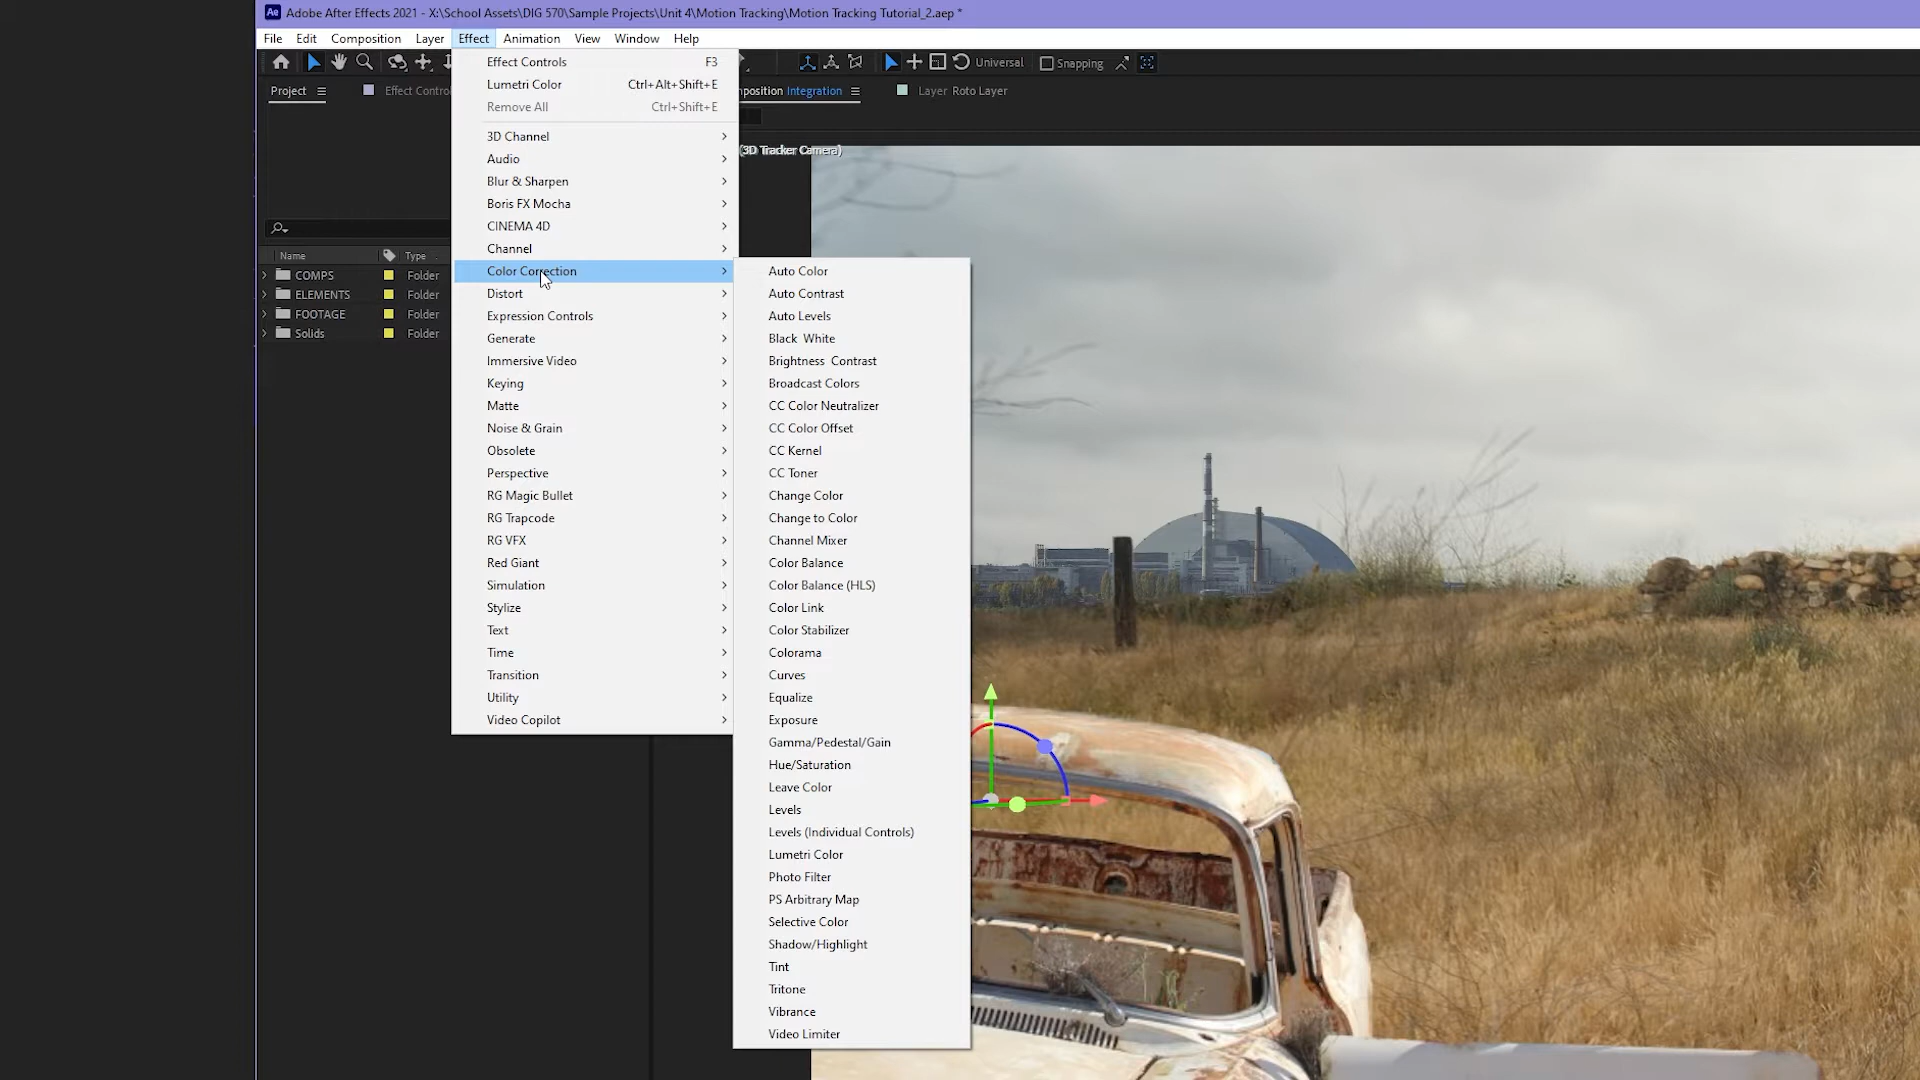 Ae Adobe After Effects 2021 - X:\School Assets\DIG 570\Sample Projects\Unit 4\Motion Tracking\Motion Tracking Tutorial_2.aep *
File Edit Composition Layer Effect Animation View Window Help
Universal Snapping
Project Effect Contro position Integration Layer Roto Layer
(3D Tracker Camera)
Name Type
COMPS Folder
ELEMENTS Folder
FOOTAGE Folder
Solids Folder
Effect Controls F3
Lumetri Color Ctrl+Alt+Shift+E
Remove All Ctrl+Shift+E
3D Channel
Audio
Blur & Sharpen
Boris FX Mocha
CINEMA 4D
Channel
Color Correction
Distort
Expression Controls
Generate
Immersive Video
Keying
Matte
Noise & Grain
Obsolete
Perspective
RG Magic Bullet
RG Trapcode
RG VFX
Red Giant
Simulation
Stylize
Text
Time
Transition
Utility
Video Copilot
Auto Color
Auto Contrast
Auto Levels
Black  White
Brightness  Contrast
Broadcast Colors
CC Color Neutralizer
CC Color Offset
CC Kernel
CC Toner
Change Color
Change to Color
Channel Mixer
Color Balance
Color Balance (HLS)
Color Link
Color Stabilizer
Colorama
Curves
Equalize
Exposure
Gamma/Pedestal/Gain
Hue/Saturation
Leave Color
Levels
Levels (Individual Controls)
Lumetri Color
Photo Filter
PS Arbitrary Map
Selective Color
Shadow/Highlight
Tint
Tritone
Vibrance
Video Limiter